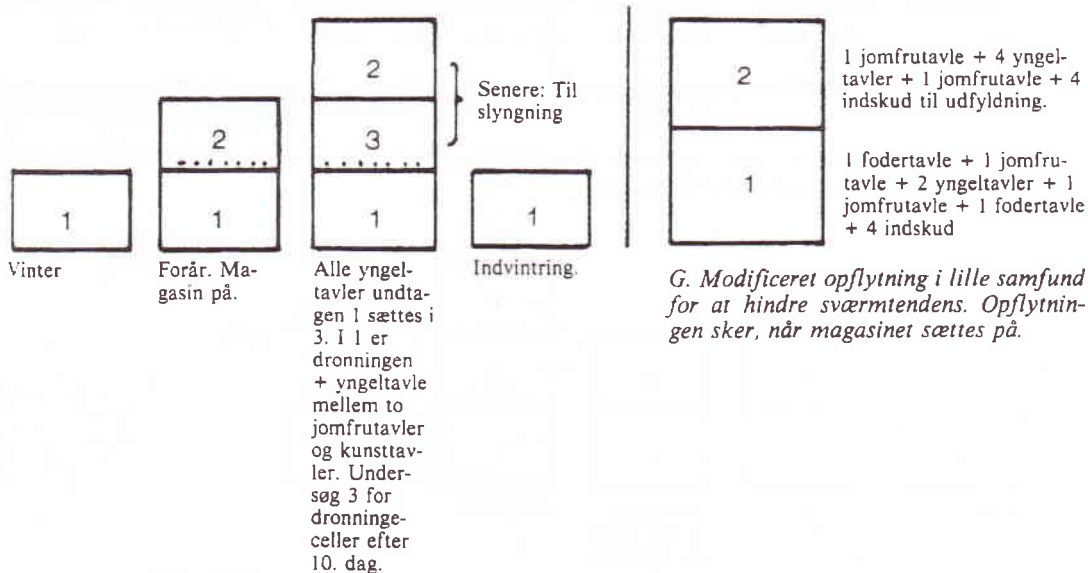 1
Vinter
2
1
Forår. Ma-
gasin på.
2
3
1
Senere: Til
slyngning
Alle yngel-
tavler undta-
gen 1 sættes i
3. I 1 er
dronningen
+ yngeltavle
mellem to
jomfrutavler
og kunsttav-
ler. Under-
søg 3 for
dronninge-
celler efter
10. dag.
1
Indvintring.
2
1
1 jomfrutavle + 4 yngel-
tavler + 1 jomfrutavle + 4
indskud til udfyldning.
1 fodertavle + 1 jomfru-
tavle + 2 yngeltavler + 1
jomfrutavle + 1 fodertavle
+ 4 indskud
G. Modificeret opflytning i lille samfund
for at hindre sværmtendens. Opflytnin-
gen sker, når magasinet sættes på.